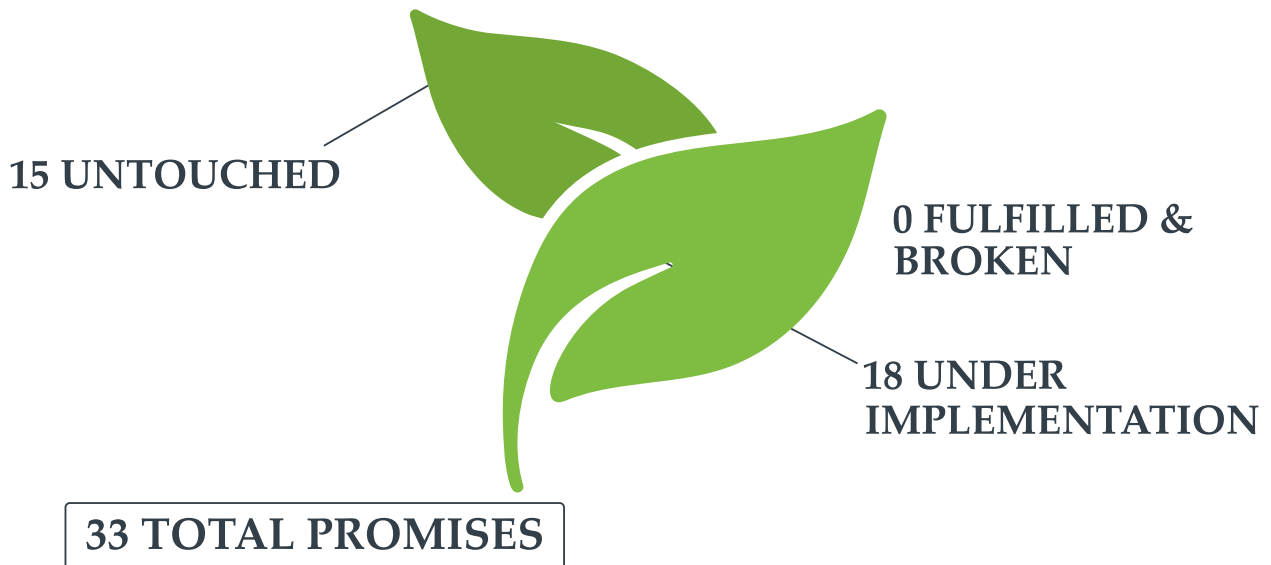 15 UNTOUCHED
0 FULFILLED &
BROKEN
18 UNDER
IMPLEMENTATION
33 TOTAL PROMISES